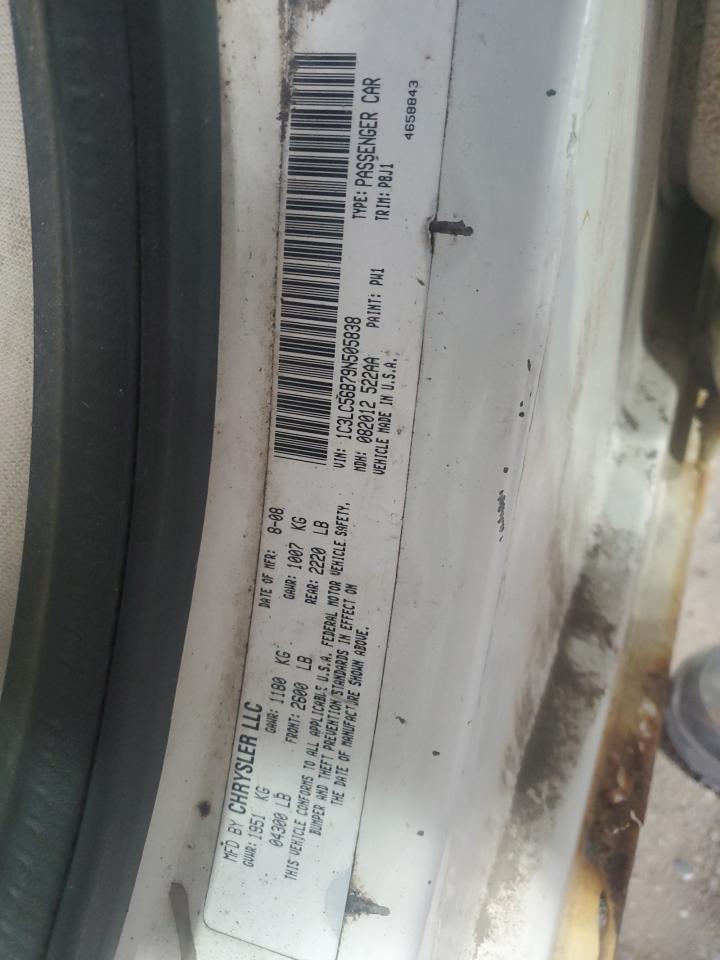 MFD BY CHRYSLER LLC
DATE OF MFR: 8-08
GVWR: 1951 KG
GAWR: 1180 KG
GAWR: 1007 KG
04300 LB
FRONT: 2600 LB
REAR: 2220 LB
THIS VEHICLE CONFORMS TO ALL APPLICABLE U.S.A. FEDERAL MOTOR VEHICLE SAFETY,
BUMPER AND THEFT PREVENTION STANDARDS IN EFFECT ON
THE DATE OF MANUFACTURE SHOWN ABOVE.
VIN: 1C3LC56B79N505838
TYPE: PASSENGER CAR
MDH: 082012 522AA
PAINT: PW1
TRIM: P8J1
VEHICLE MADE IN U.S.A.
4658843